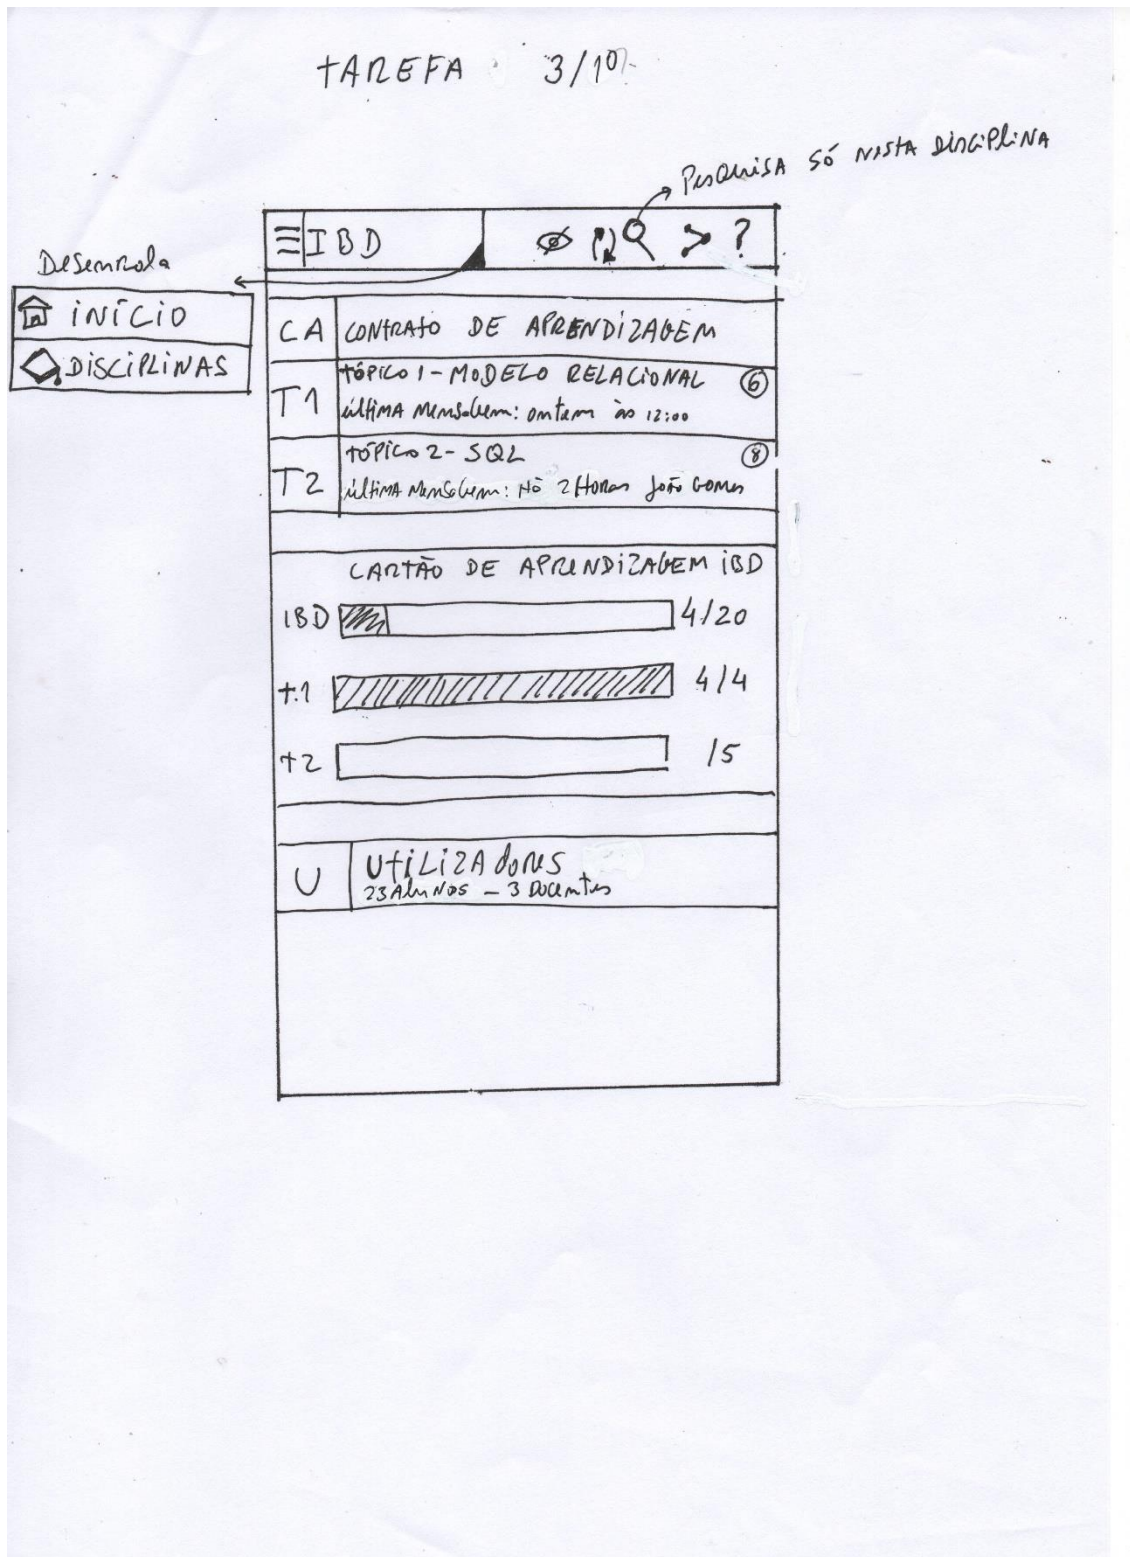 TAREFA 3/10
PESQUISA SÓ NESTA DISCIPLINA
IBD ?
Desenrola
INÍCIO
DISCIPLINAS
CA CONTRATO DE APRENDIZAGEM
T1 TÓPICO 1 - MODELO RELACIONAL 6
última mensagem: ontem às 12:00
T2 TÓPICO 2 - SQL 8
última mensagem: Há 2 Horas João Gomes
CARTÃO DE APRENDIZAGEM IBD
IBD 4/20
T.1 4/4
T2 /5
U UTILIZADORES
23 Alunos - 3 Docentes